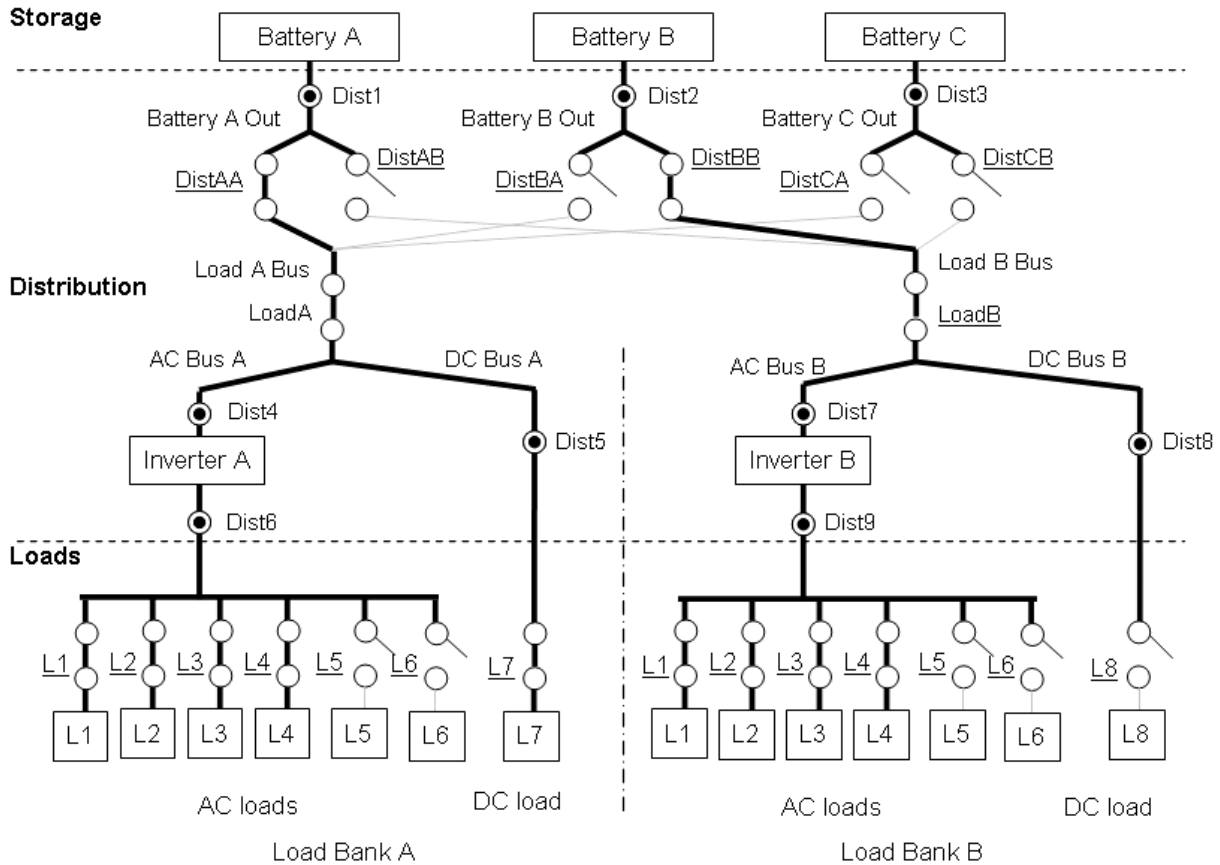 Storage
Battery A
Battery B
Battery C
Dist1
Dist2
Dist3
Battery A Out
Battery B Out
Battery C Out
DistAA
DistAB
DistBA
DistBB
DistCA
DistCB
Load A Bus
Load B Bus
Distribution
LoadA
LoadB
AC Bus A
DC Bus A
AC Bus B
DC Bus B
Dist4
Dist5
Dist7
Dist8
Inverter A
Inverter B
Dist6
Dist9
Loads
L1 L2 L3 L4 L5 L6 L7
L1 L2 L3 L4 L5 L6 L8
L1 L2 L3 L4 L5 L6 L7
L1 L2 L3 L4 L5 L6 L8
AC loads
DC load
AC loads
DC load
Load Bank A
Load Bank B